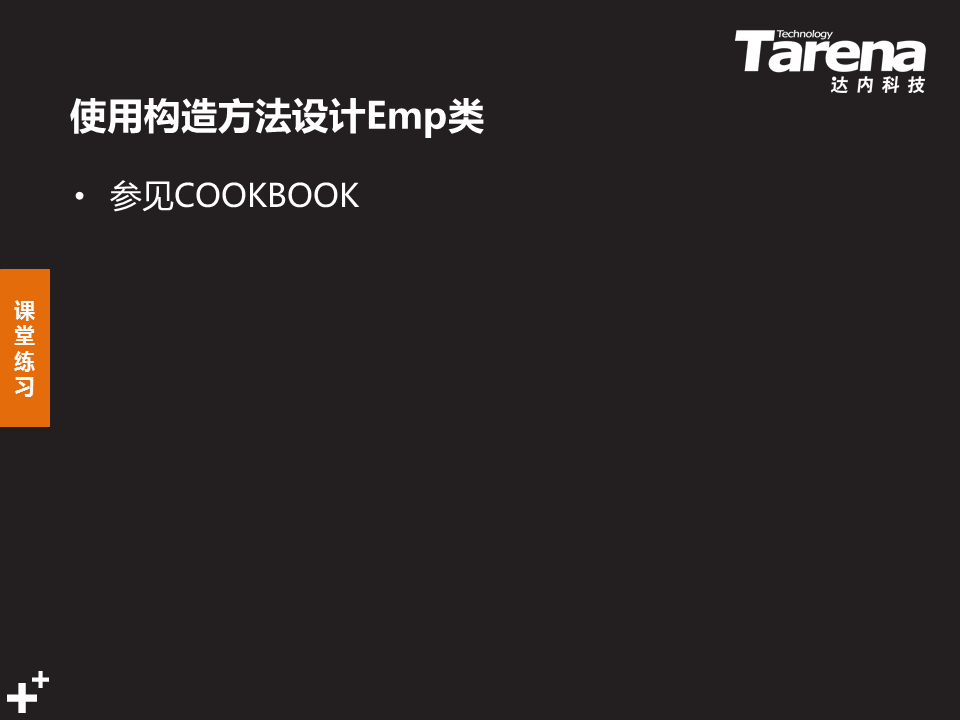 Technology
Tarena
达内科技
使用构造方法设计Emp类
• 参见COOKBOOK
课
堂
练
习